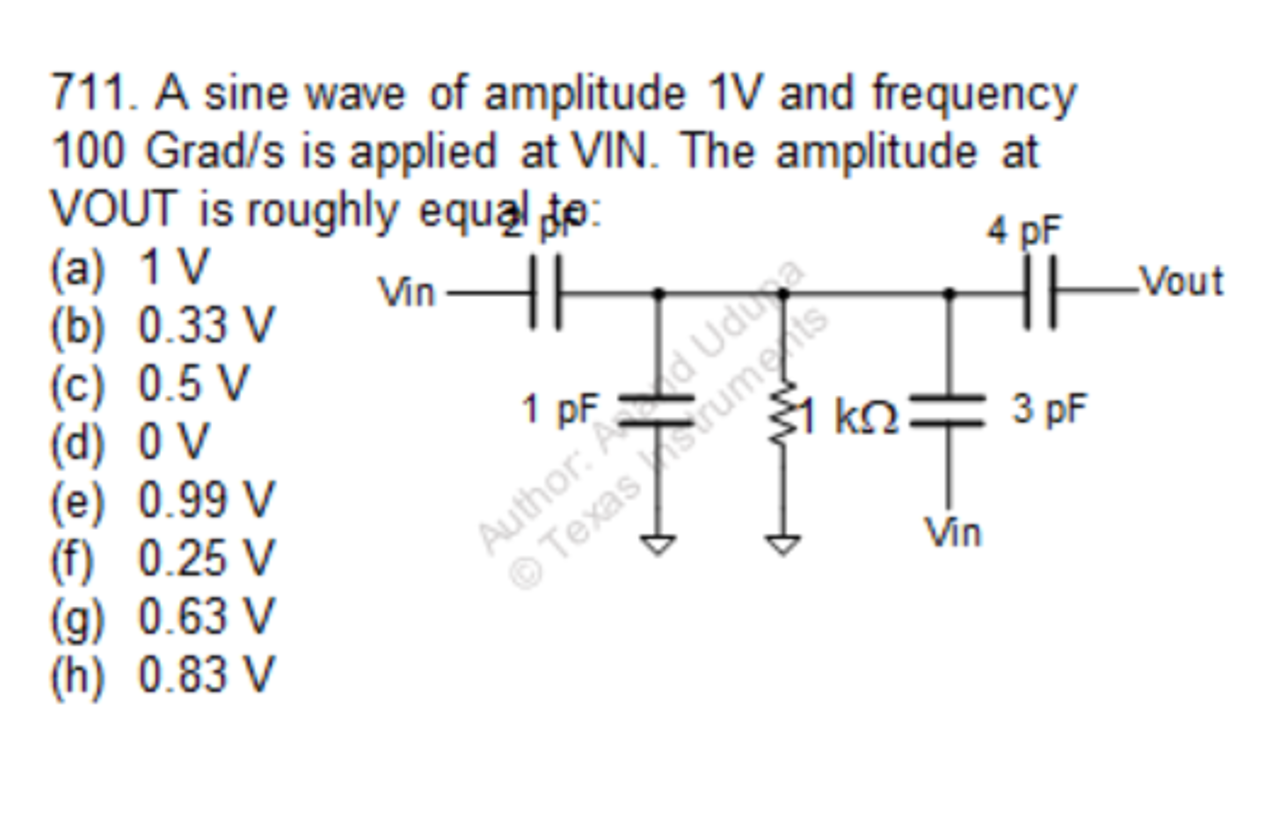 711. A sine wave of amplitude 1V and frequency
100 Grad/s is applied at VIN. The amplitude at
VOUT is roughly equal to:
(a) 1 V
(b) 0.33 V
(c) 0.5 V
(d) 0 V
(e) 0.99 V
(f) 0.25 V
(g) 0.63 V
(h) 0.83 V
2 pF
4 pF
Vin
Vout
1 pF
1 kΩ
3 pF
Vin
Author: Anand Udupa
© Texas Instruments